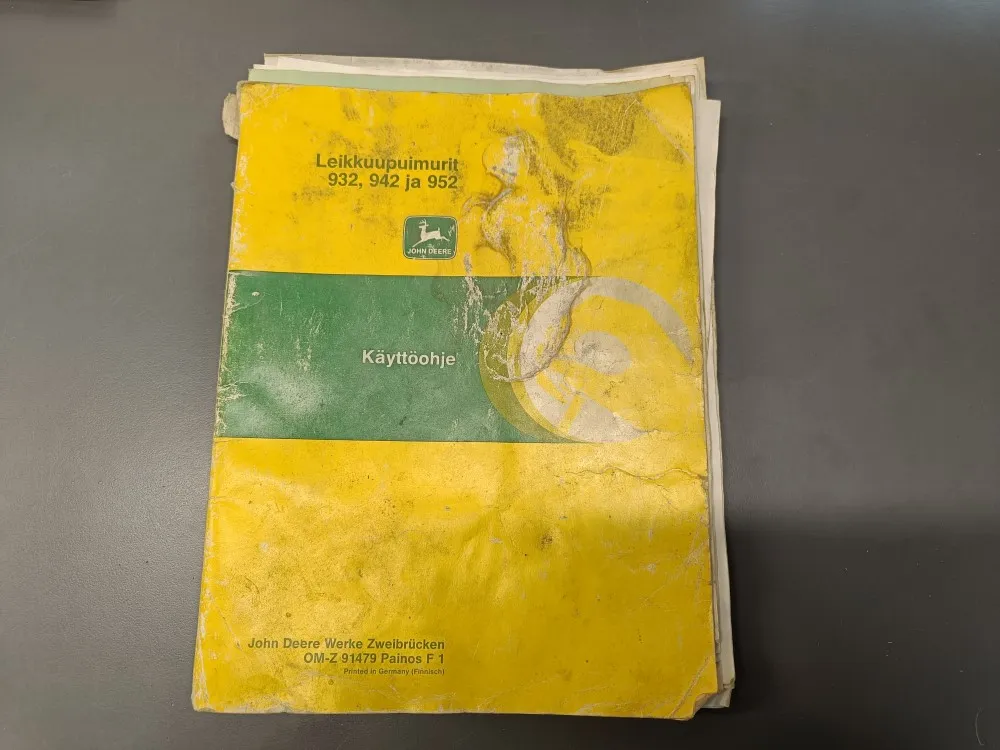 Leikkuupuimurit
932, 942 ja 952
JOHN DEERE
Käyttöohje
John Deere Werke Zweibrücken
OM-Z 91479 Painos F 1
Printed in Germany (Finnisch)